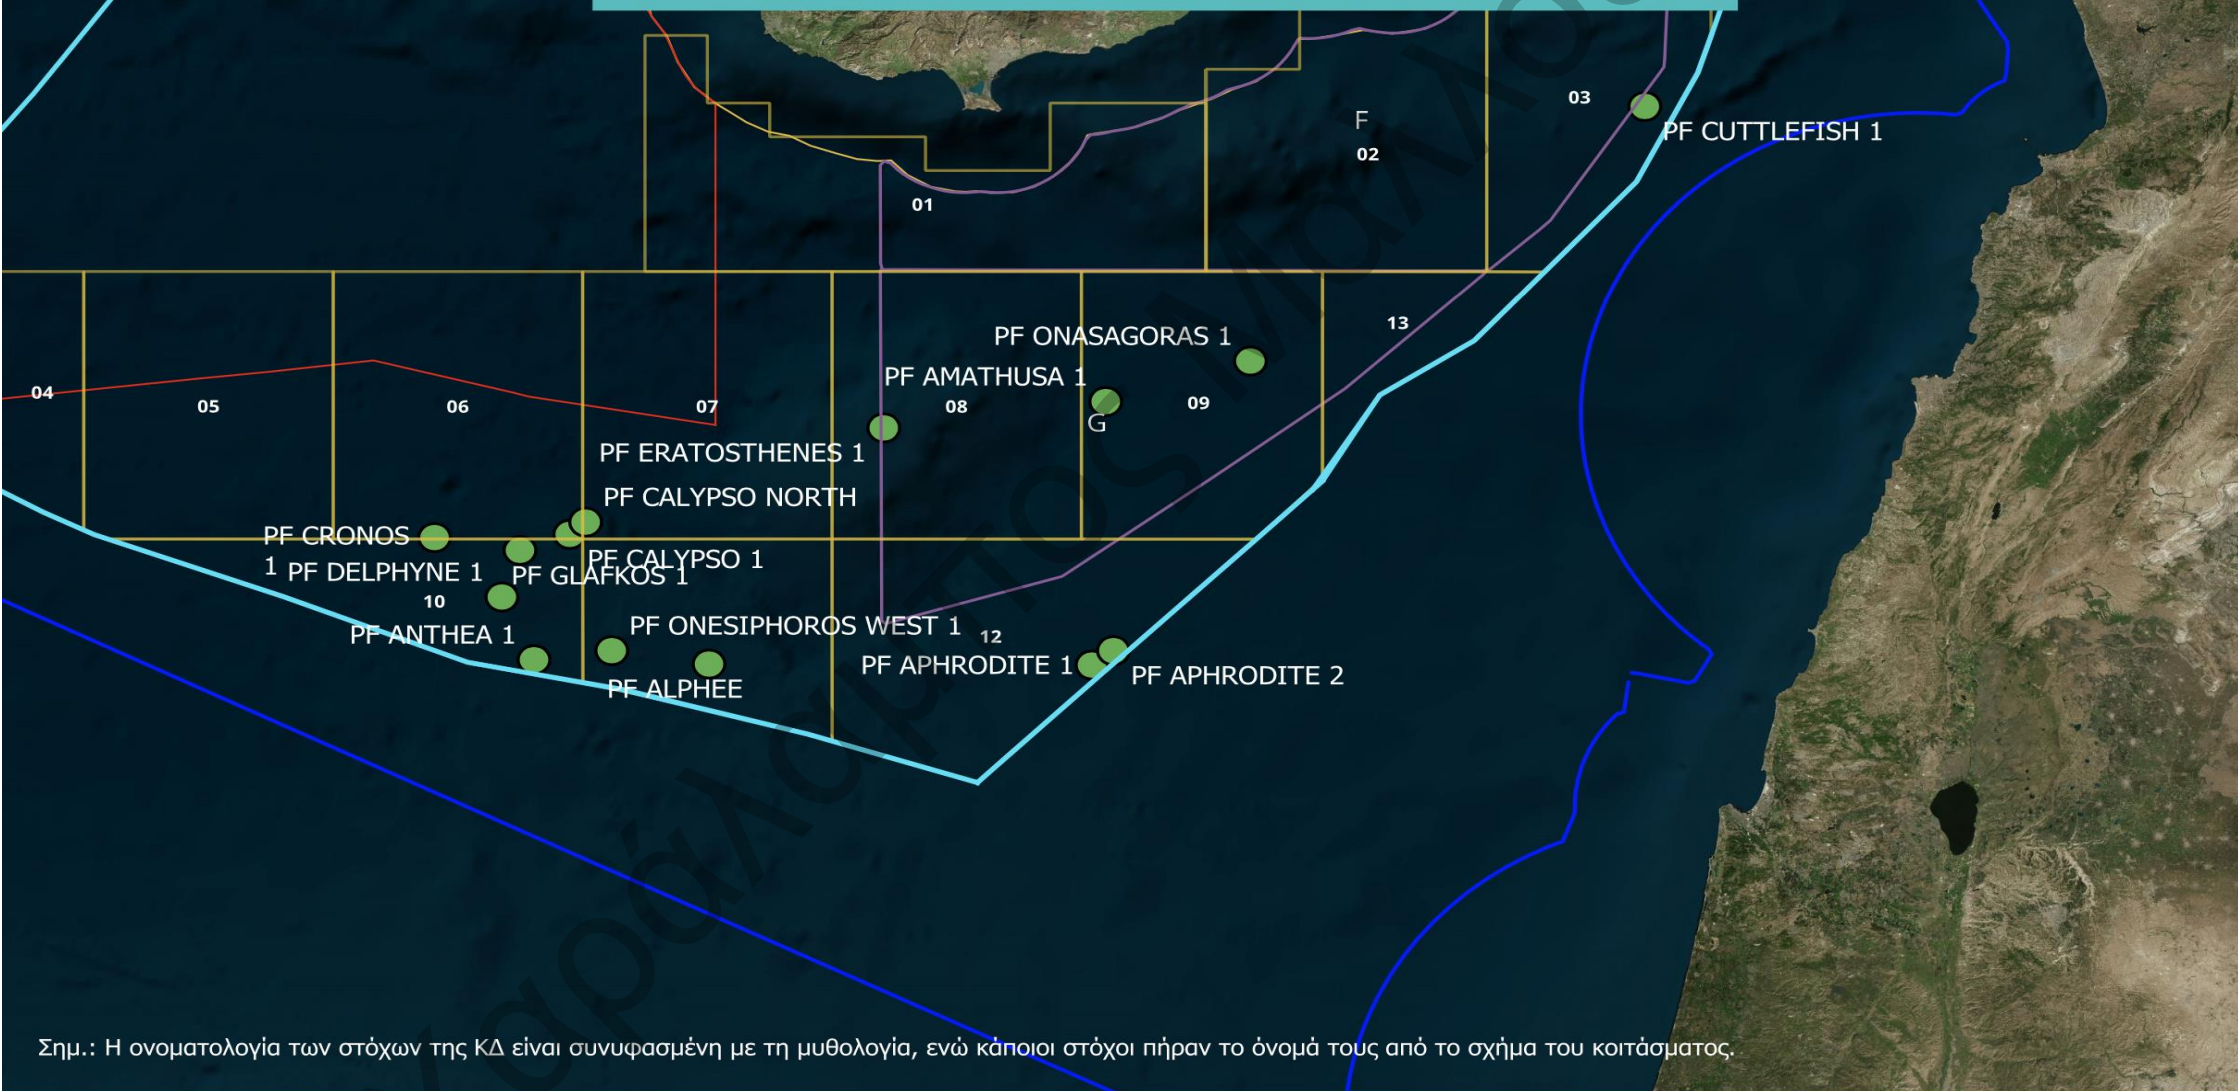 03
F
PF CUTTLEFISH 1
02
01
13
PF ONASAGORAS 1
PF AMATHUSA 1
04
05
06
07
08
09
G
PF ERATOSTHENES 1
PF CALYPSO NORTH
PF CRONOS
1
PF CALYPSO 1
PF DELPHYNE 1
PF GLAFKOS 1
10
PF ONESIPHOROS WEST 1
PF ANTHEA 1
12
PF APHRODITE 1
PF APHRODITE 2
PF ALPHEE
Σημ.: Η ονοματολογία των στόχων της ΚΔ είναι συνυφασμένη με τη μυθολογία, ενώ κάποιοι στόχοι πήραν το όνομά τους από το σχήμα του κοιτάσματος.